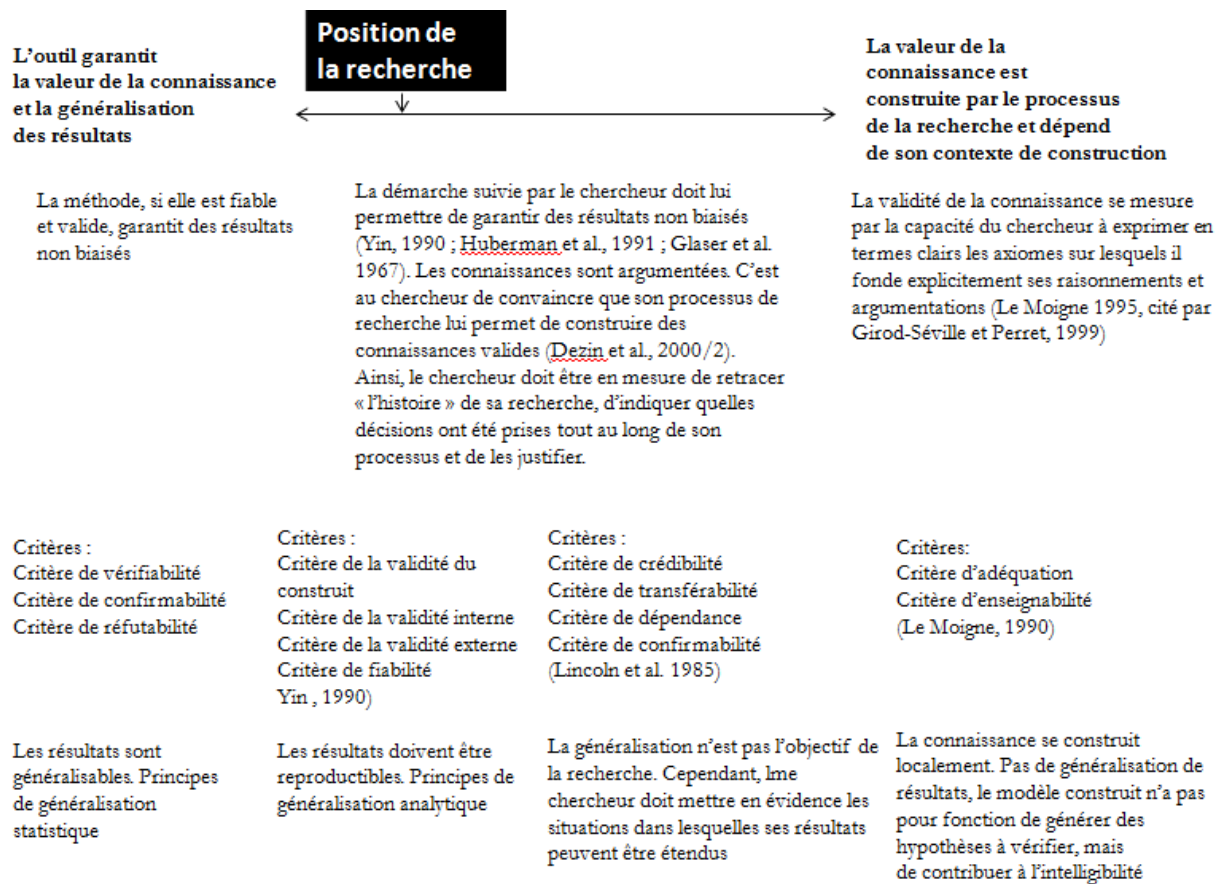 Position de
la recherche
L’outil garantit
la valeur de la connaissance
et la généralisation
des résultats
La valeur de la
connaissance est
construite par le processus
de la recherche et dépend
de son contexte de construction
La méthode, si elle est fiable
et valide, garantit des résultats
non biaisés
La démarche suivie par le chercheur doit lui
permettre de garantir des résultats non biaisés
(Yin, 1990 ; Huberman et al., 1991 ; Glaser et al.
1967). Les connaissances sont argumentées. C’est
au chercheur de convaincre que son processus de
recherche lui permet de construire des
connaissances valides (Dezin et al., 2000/2).
Ainsi, le chercheur doit être en mesure de retracer
« l’histoire » de sa recherche, d’indiquer quelles
décisions ont été prises tout au long de son
processus et de les justifier.
La validité de la connaissance se mesure
par la capacité du chercheur à exprimer en
termes clairs les axiomes sur lesquels il
fonde explicitement ses raisonnements et
argumentations (Le Moigne 1995, cité par
Girod-Séville et Perret, 1999)
Critères :
Critère de vérifiabilité
Critère de confirmabilité
Critère de réfutabilité
Critères :
Critère de la validité du
construit
Critère de la validité interne
Critère de la validité externe
Critère de fiabilité
Yin , 1990)
Critères :
Critère de crédibilité
Critère de transférabilité
Critère de dépendance
Critère de confirmabilité
(Lincoln et al. 1985)
Critères:
Critère d’adéquation
Critère d’enseignabilité
(Le Moigne, 1990)
Les résultats sont
généralisables. Principes
de généralisation
statistique
Les résultats doivent être
reproductibles. Principes de
généralisation analytique
La généralisation n’est pas l’objectif de
la recherche. Cependant, lme
chercheur doit mettre en évidence les
situations dans lesquelles ses résultats
peuvent être étendus
La connaissance se construit
localement. Pas de généralisation de
résultats, le modèle construit n’a pas
pour fonction de générer des
hypothèses à vérifier, mais
de contribuer à l’intelligibilité